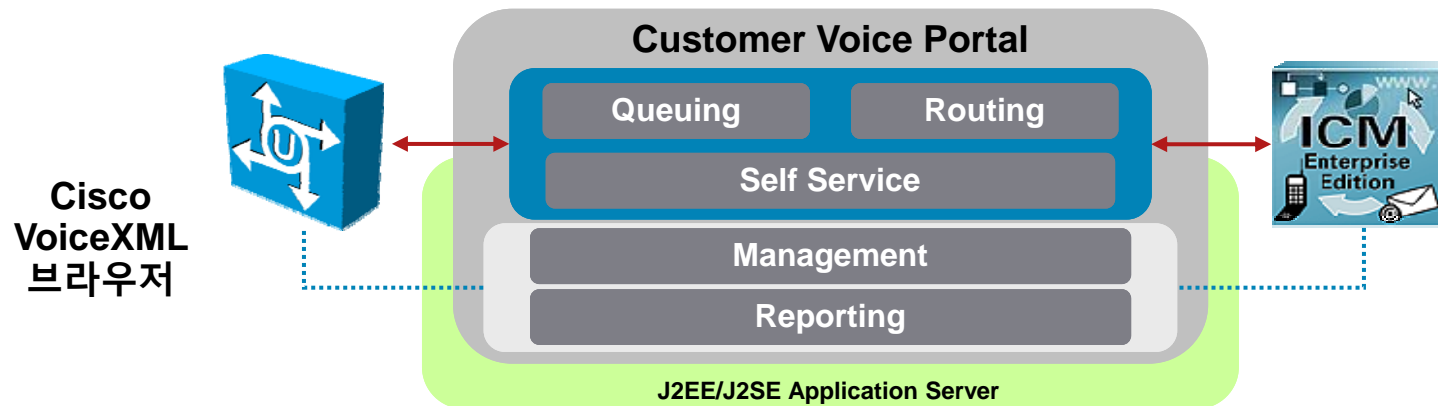 Customer Voice Portal
Queuing
Routing
Self Service
Management
Reporting
J2EE/J2SE Application Server
Cisco
VoiceXML
브라우저
U
www.
ICM
Enterprise
Edition
@